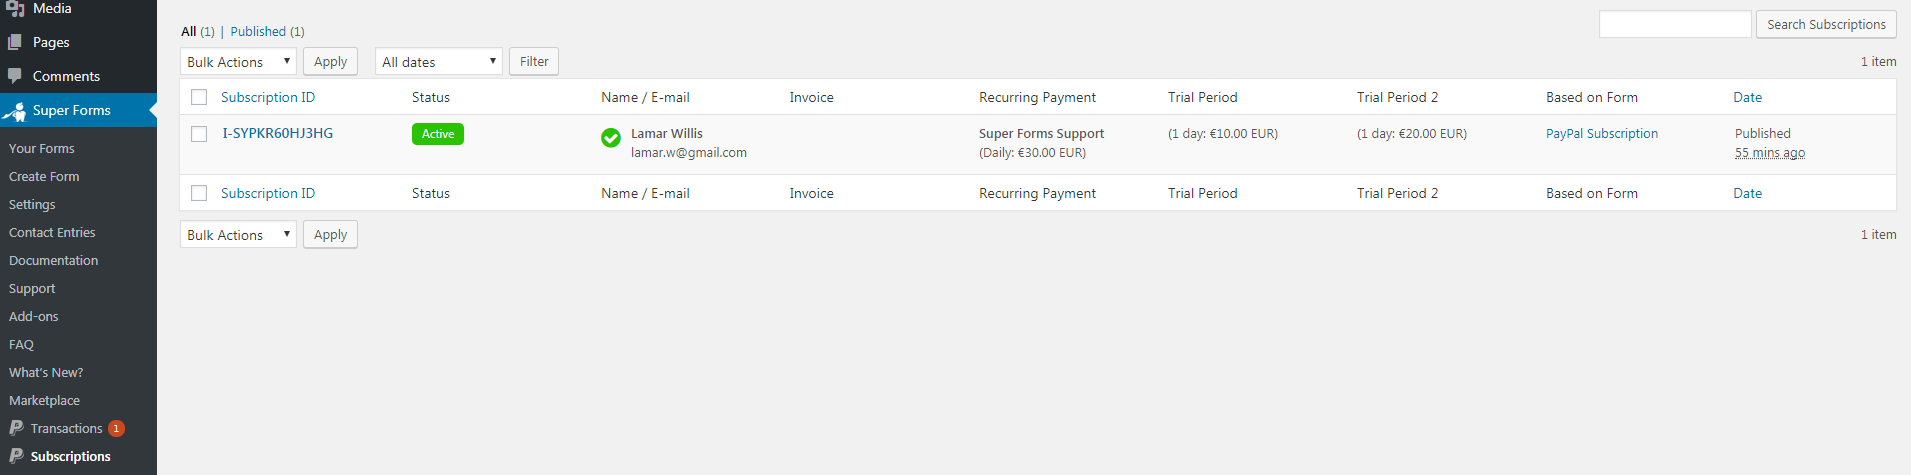 Media
Pages
Comments
Super Forms
Your Forms
Create Form
Settings
Contact Entries
Documentation
Support
Add-ons
FAQ
What's New?
Marketplace
Transactions 1
Subscriptions
All (1) | Published (1)
Search Subscriptions
Bulk Actions Apply All dates Filter 1 item
Subscription ID Status Name / E-mail Invoice Recurring Payment Trial Period Trial Period 2 Based on Form Date
I-SYPKR60HJ3HG Active Lamar Willis Super Forms Support (1 day: €10.00 EUR) (1 day: €20.00 EUR) PayPal Subscription Published
lamar.w@gmail.com (Daily: €30.00 EUR) 55 mins ago
Subscription ID Status Name / E-mail Invoice Recurring Payment Trial Period Trial Period 2 Based on Form Date
Bulk Actions Apply 1 item